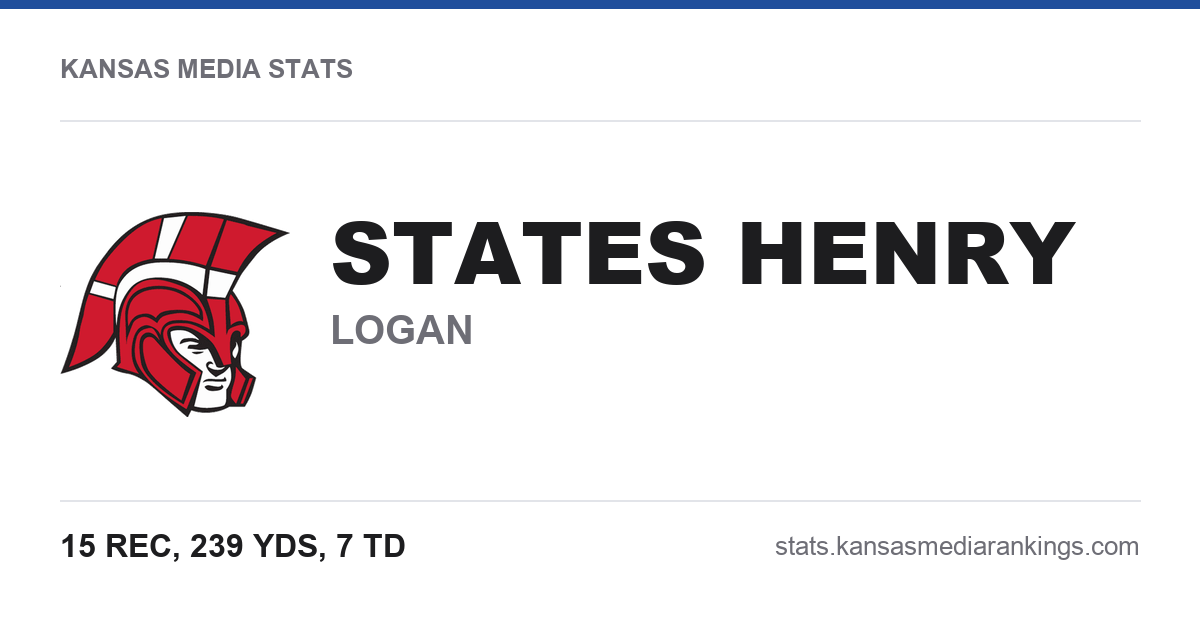 KANSAS MEDIA STATS
STATES HENRY
LOGAN
15 REC, 239 YDS, 7 TD
stats.kansasmediarankings.com